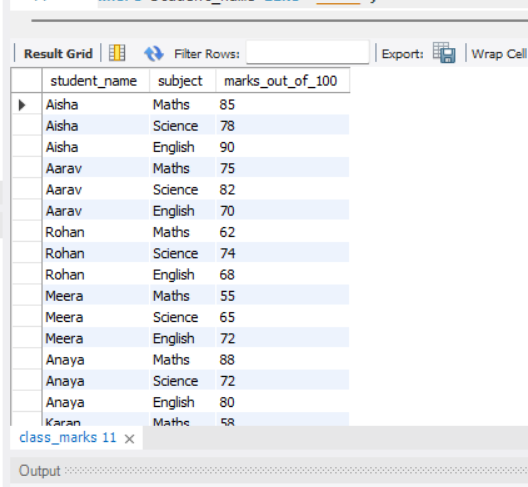 Result Grid Filter Rows: Export: Wrap Cell
student_name subject marks_out_of_100
Aisha Maths 85
Aisha Science 78
Aisha English 90
Aarav Maths 75
Aarav Science 82
Aarav English 70
Rohan Maths 62
Rohan Science 74
Rohan English 68
Meera Maths 55
Meera Science 65
Meera English 72
Anaya Maths 88
Anaya Science 72
Anaya English 80
Karan Maths 58
class_marks 11
Output